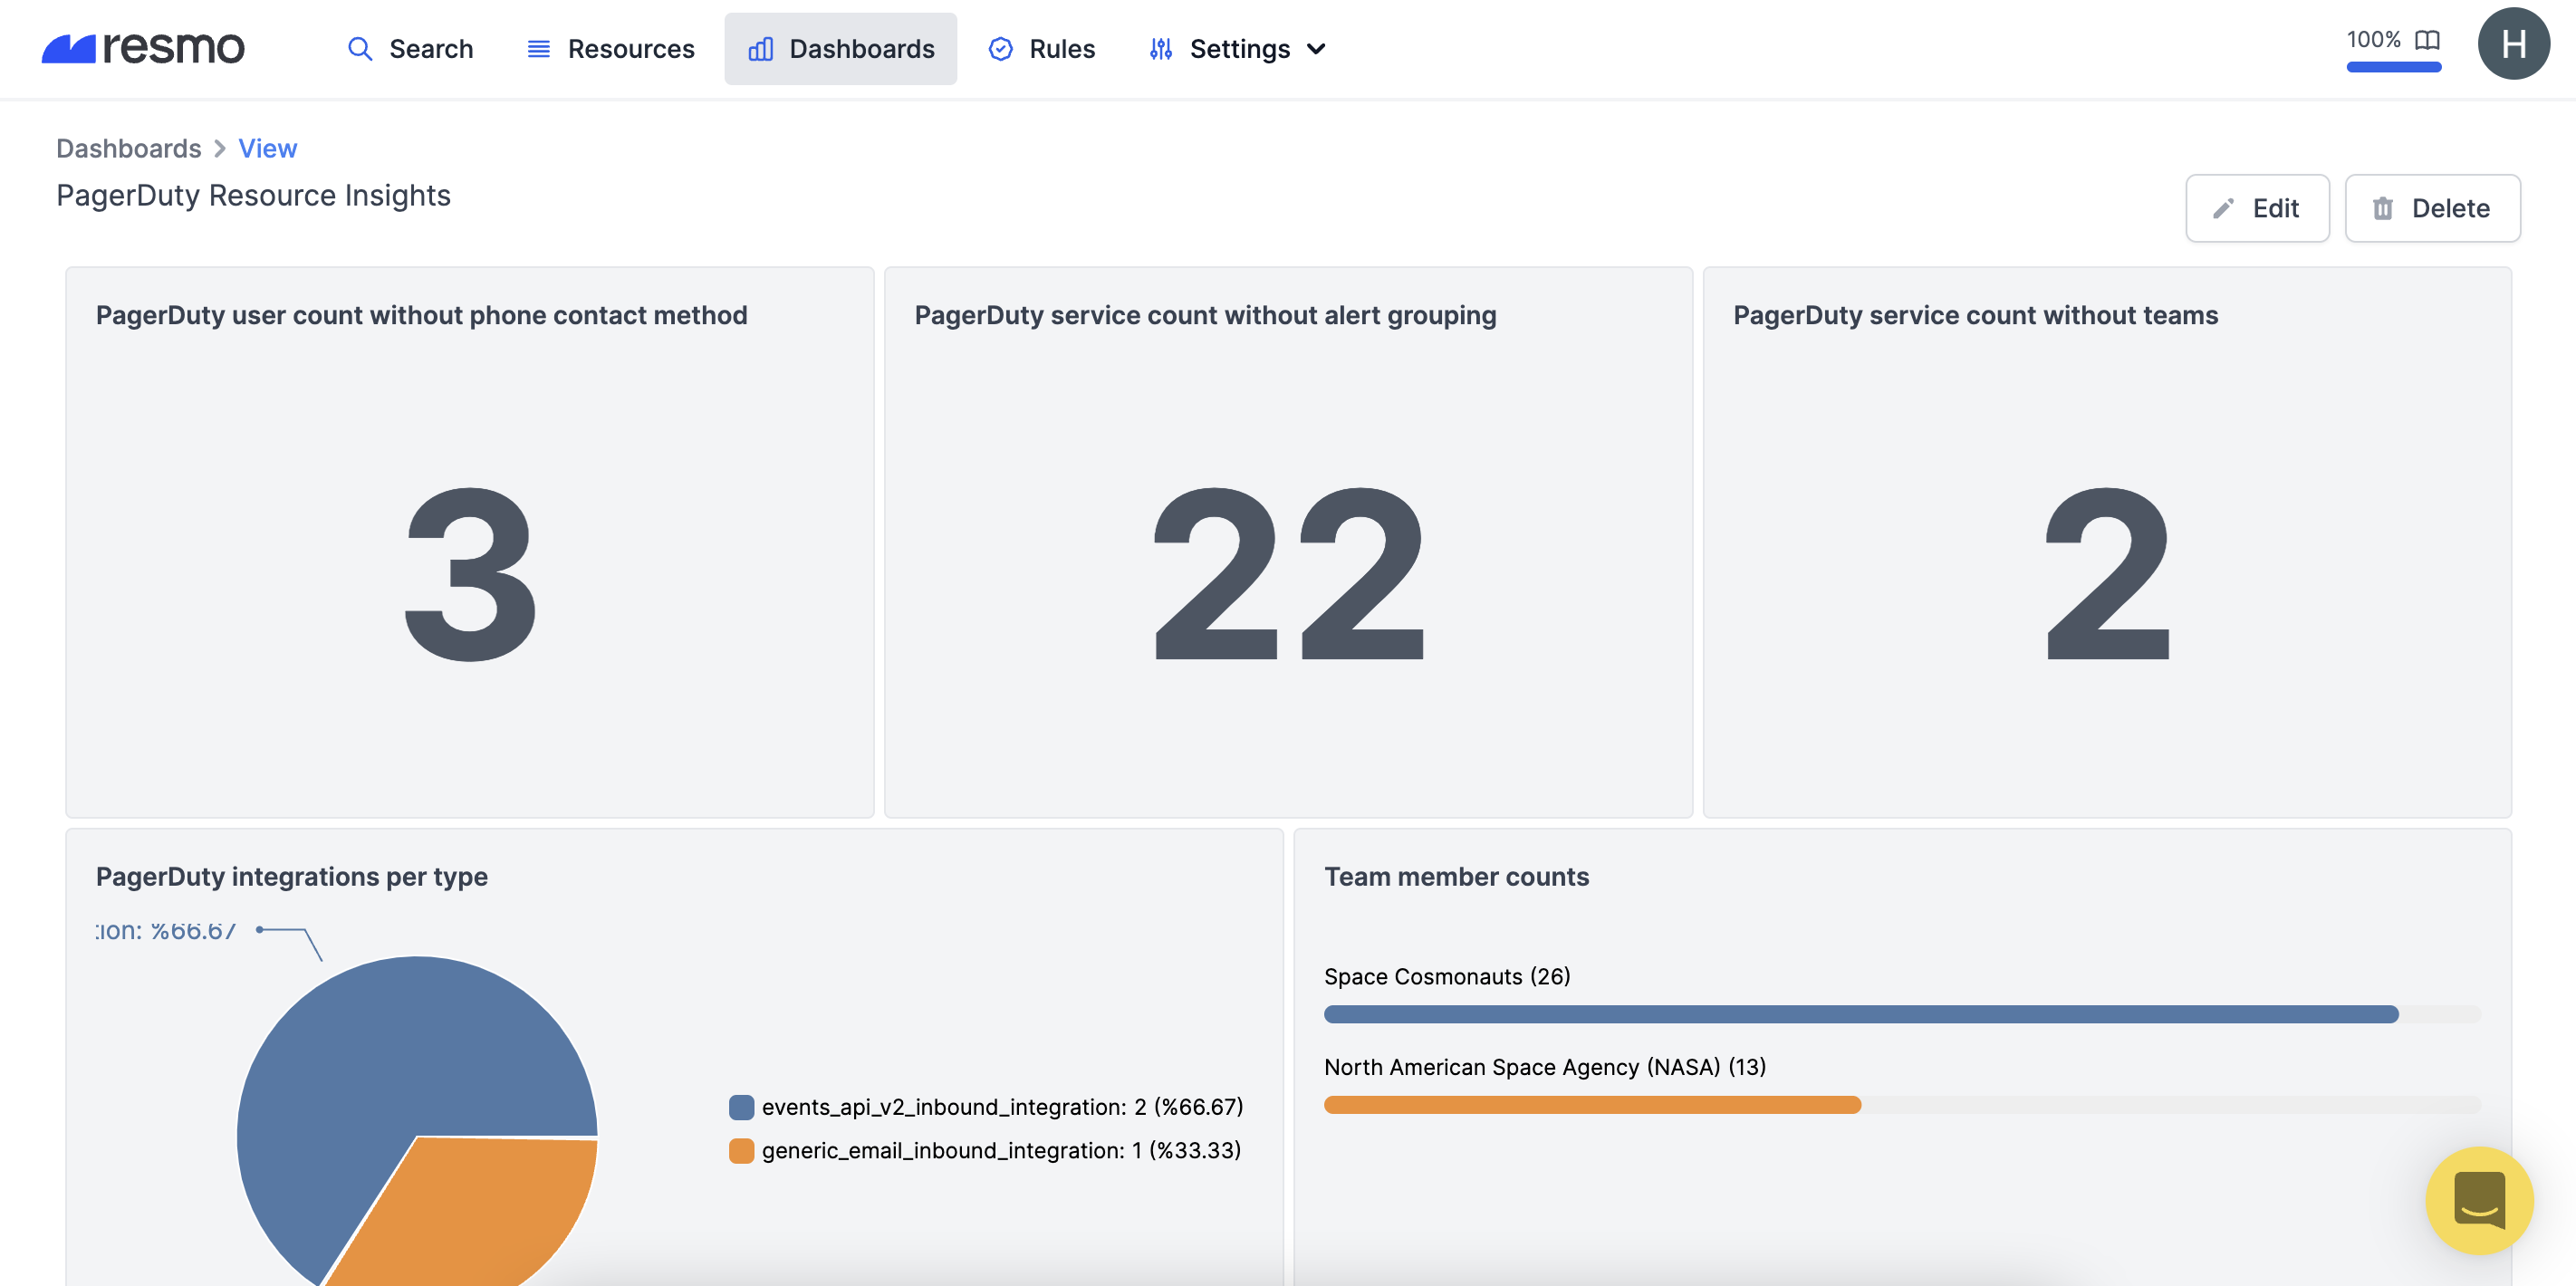 resmo
Search
Resources
Dashboards
Rules
Settings
100%
H
Dashboards
View
PagerDuty Resource Insights
Edit
Delete
PagerDuty user count without phone contact method
3
PagerDuty service count without alert grouping
22
PagerDuty service count without teams
2
PagerDuty integrations per type
tion: %66.67
events_api_v2_inbound_integration: 2 (%66.67)
generic_email_inbound_integration: 1 (%33.33)
Team member counts
Space Cosmonauts (26)
North American Space Agency (NASA) (13)